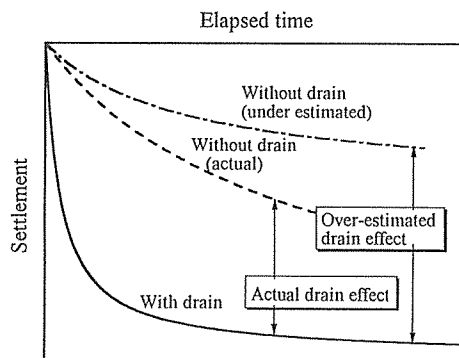 Elapsed time
Without drain
(under estimated)
Without drain
(actual)
Over-estimated
drain effect
Actual drain effect
With drain
Settlement